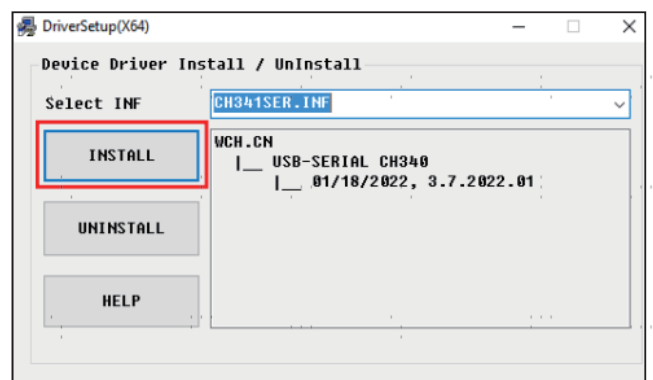 DriverSetup(X64)
Device Driver Install / UnInstall
Select INF
CH341SER.INF
INSTALL
WCH.CN
|__ USB-SERIAL CH340
|__ 01/18/2022, 3.7.2022.01
UNINSTALL
HELP